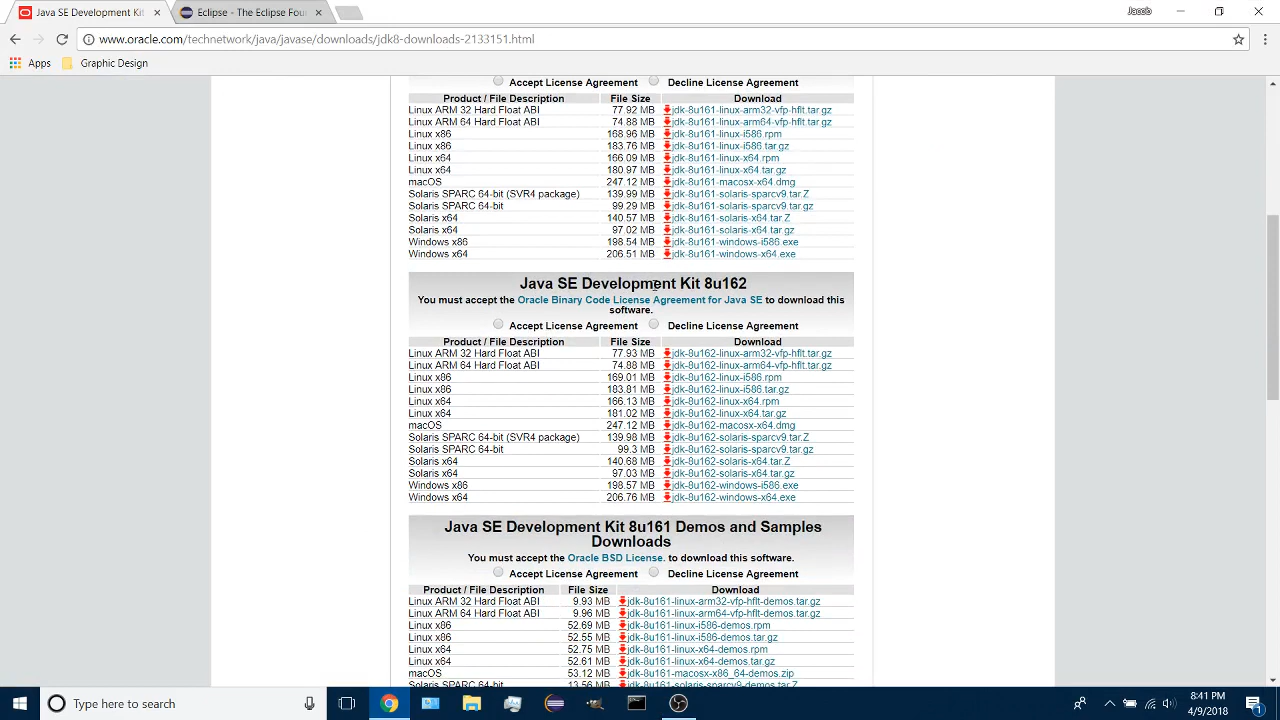 Java SE Development Kit
Eclipse - The Eclipse Fou
Jacob
www.oracle.com/technetwork/java/javase/downloads/jdk8-downloads-2133151.html
Apps Graphic Design
Accept License Agreement Decline License Agreement
Product / File Description File Size Download
Linux ARM 32 Hard Float ABI 77.92 MB jdk-8u161-linux-arm32-vfp-hflt.tar.gz
Linux ARM 64 Hard Float ABI 74.88 MB jdk-8u161-linux-arm64-vfp-hflt.tar.gz
Linux x86 168.96 MB jdk-8u161-linux-i586.rpm
Linux x86 183.76 MB jdk-8u161-linux-i586.tar.gz
Linux x64 166.09 MB jdk-8u161-linux-x64.rpm
Linux x64 180.97 MB jdk-8u161-linux-x64.tar.gz
macOS 247.12 MB jdk-8u161-macosx-x64.dmg
Solaris SPARC 64-bit (SVR4 package) 139.99 MB jdk-8u161-solaris-sparcv9.tar.Z
Solaris SPARC 64-bit 99.29 MB jdk-8u161-solaris-sparcv9.tar.gz
Solaris x64 140.57 MB jdk-8u161-solaris-x64.tar.Z
Solaris x64 97.02 MB jdk-8u161-solaris-x64.tar.gz
Windows x86 198.54 MB jdk-8u161-windows-i586.exe
Windows x64 206.51 MB jdk-8u161-windows-x64.exe
Java SE Development Kit 8u162
You must accept the Oracle Binary Code License Agreement for Java SE to download this
software.
Accept License Agreement Decline License Agreement
Product / File Description File Size Download
Linux ARM 32 Hard Float ABI 77.93 MB jdk-8u162-linux-arm32-vfp-hflt.tar.gz
Linux ARM 64 Hard Float ABI 74.88 MB jdk-8u162-linux-arm64-vfp-hflt.tar.gz
Linux x86 169.01 MB jdk-8u162-linux-i586.rpm
Linux x86 183.81 MB jdk-8u162-linux-i586.tar.gz
Linux x64 166.13 MB jdk-8u162-linux-x64.rpm
Linux x64 181.02 MB jdk-8u162-linux-x64.tar.gz
macOS 247.12 MB jdk-8u162-macosx-x64.dmg
Solaris SPARC 64-bit (SVR4 package) 139.98 MB jdk-8u162-solaris-sparcv9.tar.Z
Solaris SPARC 64-bit 99.3 MB jdk-8u162-solaris-sparcv9.tar.gz
Solaris x64 140.68 MB jdk-8u162-solaris-x64.tar.Z
Solaris x64 97.03 MB jdk-8u162-solaris-x64.tar.gz
Windows x86 198.57 MB jdk-8u162-windows-i586.exe
Windows x64 206.76 MB jdk-8u162-windows-x64.exe
Java SE Development Kit 8u161 Demos and Samples
Downloads
You must accept the Oracle BSD License. to download this software.
Accept License Agreement Decline License Agreement
Product / File Description File Size Download
Linux ARM 32 Hard Float ABI 9.93 MB jdk-8u161-linux-arm32-vfp-hflt-demos.tar.gz
Linux ARM 64 Hard Float ABI 9.96 MB jdk-8u161-linux-arm64-vfp-hflt-demos.tar.gz
Linux x86 52.69 MB jdk-8u161-linux-i586-demos.rpm
Linux x86 52.55 MB jdk-8u161-linux-i586-demos.tar.gz
Linux x64 52.75 MB jdk-8u161-linux-x64-demos.rpm
Linux x64 52.61 MB jdk-8u161-linux-x64-demos.tar.gz
macOS 53.12 MB jdk-8u161-macosx-x86_64-demos.zip
Solaris SPARC 64-bit 13.56 MB jdk-8u161-solaris-sparcv9-demos.tar.Z
Type here to search
8:41 PM
4/9/2018
1